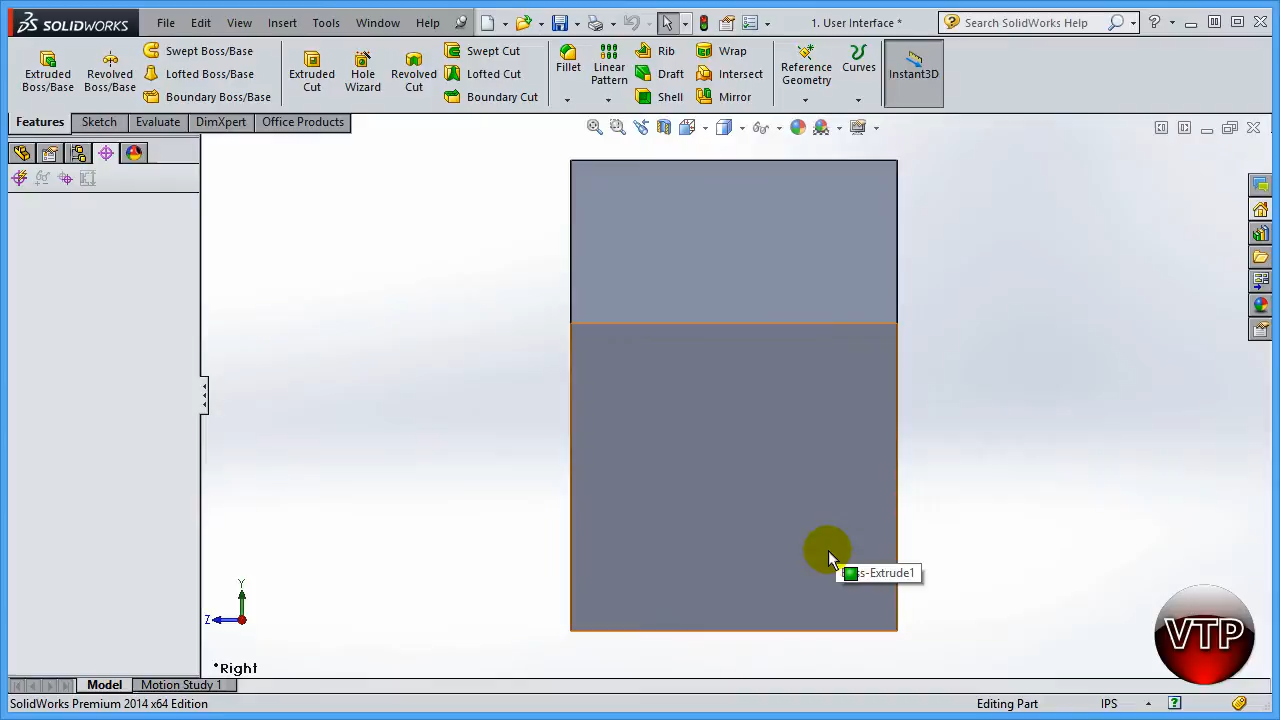 SOLIDWORKS File Edit View Insert Tools Window Help 1. User Interface * Search SolidWorks Help
Extruded Boss/Base
Revolved Boss/Base
Swept Boss/Base
Lofted Boss/Base
Boundary Boss/Base
Extruded Cut
Hole Wizard
Revolved Cut
Swept Cut
Lofted Cut
Boundary Cut
Fillet
Linear Pattern
Rib
Draft
Shell
Wrap
Intersect
Mirror
Reference Geometry
Curves
Instant3D
Features Sketch Evaluate DimXpert Office Products
-Extrude1
Y
Z
*Right
VTP
Model Motion Study 1
SolidWorks Premium 2014 x64 Edition Editing Part IPS